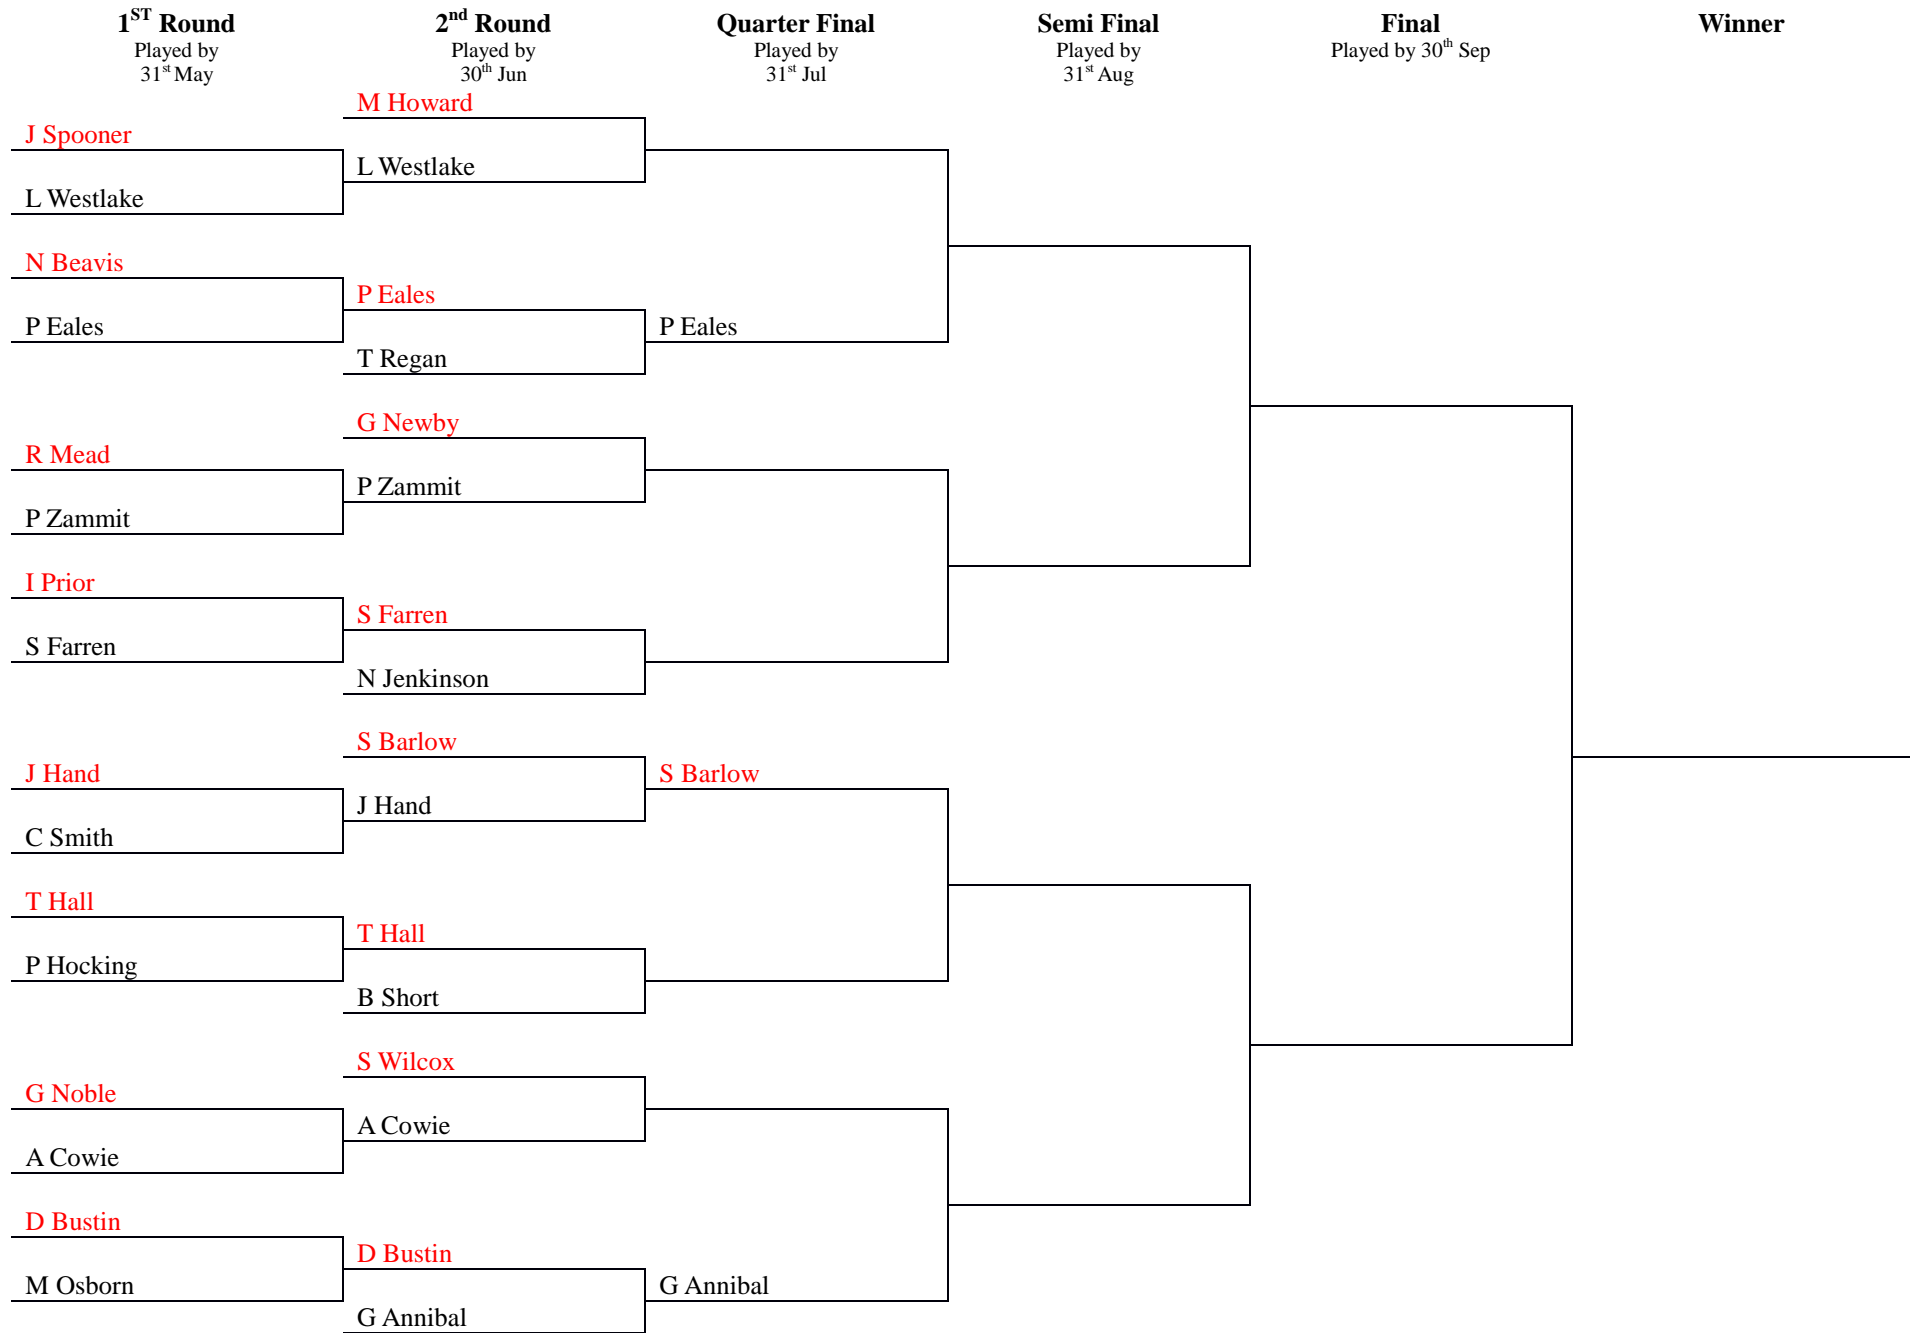 1ST Round
Played by
31st May
2nd Round
Played by
30th Jun
Quarter Final
Played by
31st Jul
Semi Final
Played by
31st Aug
Final
Played by 30th Sep
Winner
J Spooner
L Westlake
N Beavis
P Eales
R Mead
P Zammit
I Prior
S Farren
J Hand
C Smith
T Hall
P Hocking
G Noble
A Cowie
D Bustin
M Osborn
M Howard
L Westlake
P Eales
T Regan
G Newby
P Zammit
S Farren
N Jenkinson
S Barlow
J Hand
T Hall
B Short
S Wilcox
A Cowie
D Bustin
G Annibal
P Eales
S Barlow
G Annibal